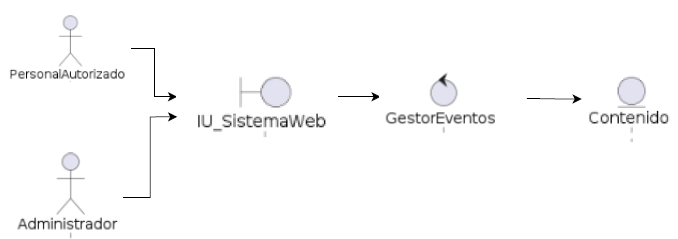 PersonalAutorizado
IU_SistemaWeb
GestorEventos
Contenido
Administrador